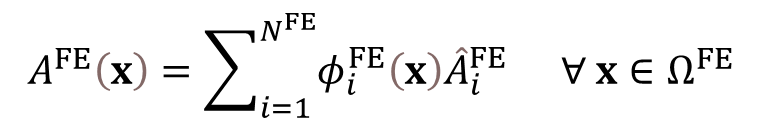 A^FE(𝐱) = ∑_{i=1}^{N^FE} ϕ_i^FE(𝐱)Â_i^FE ∀ 𝐱 ∈ Ω^FE